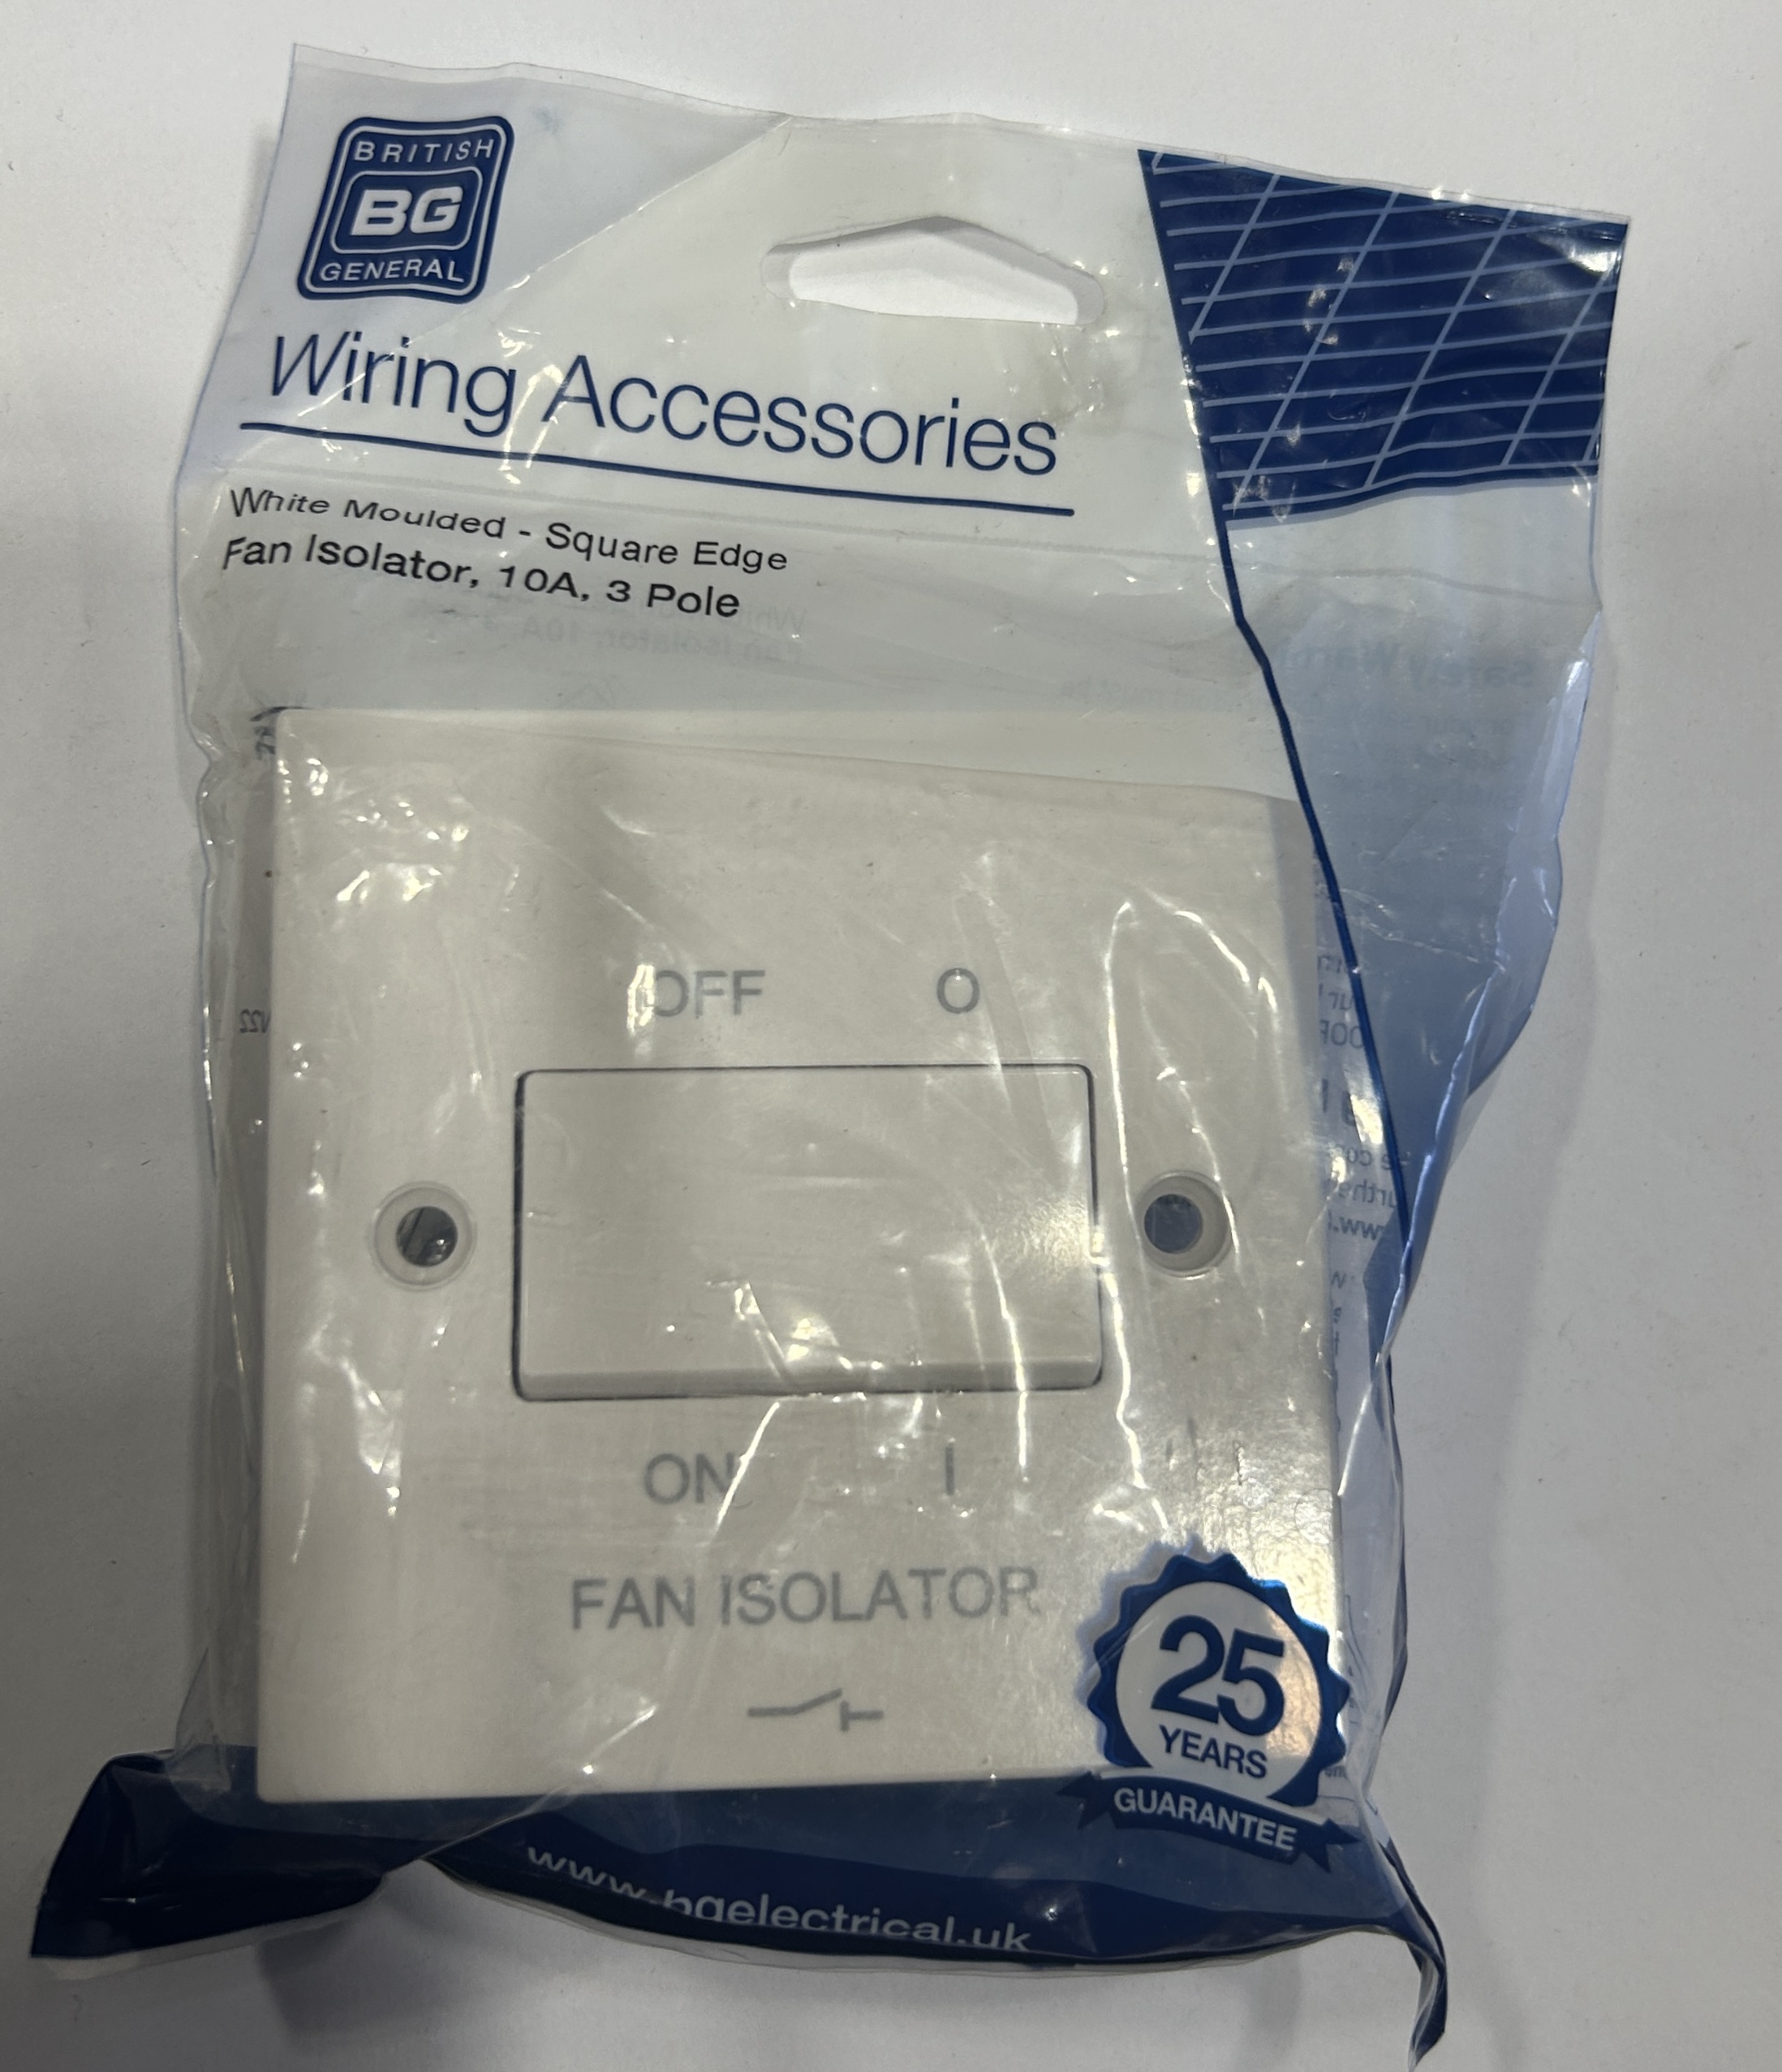 BRITISH
BG
GENERAL
Wiring Accessories
White Moulded - Square Edge
Fan Isolator, 10A, 3 Pole
OFF O
ON I
FAN ISOLATOR
25
YEARS
GUARANTEE
www.bgelectrical.uk